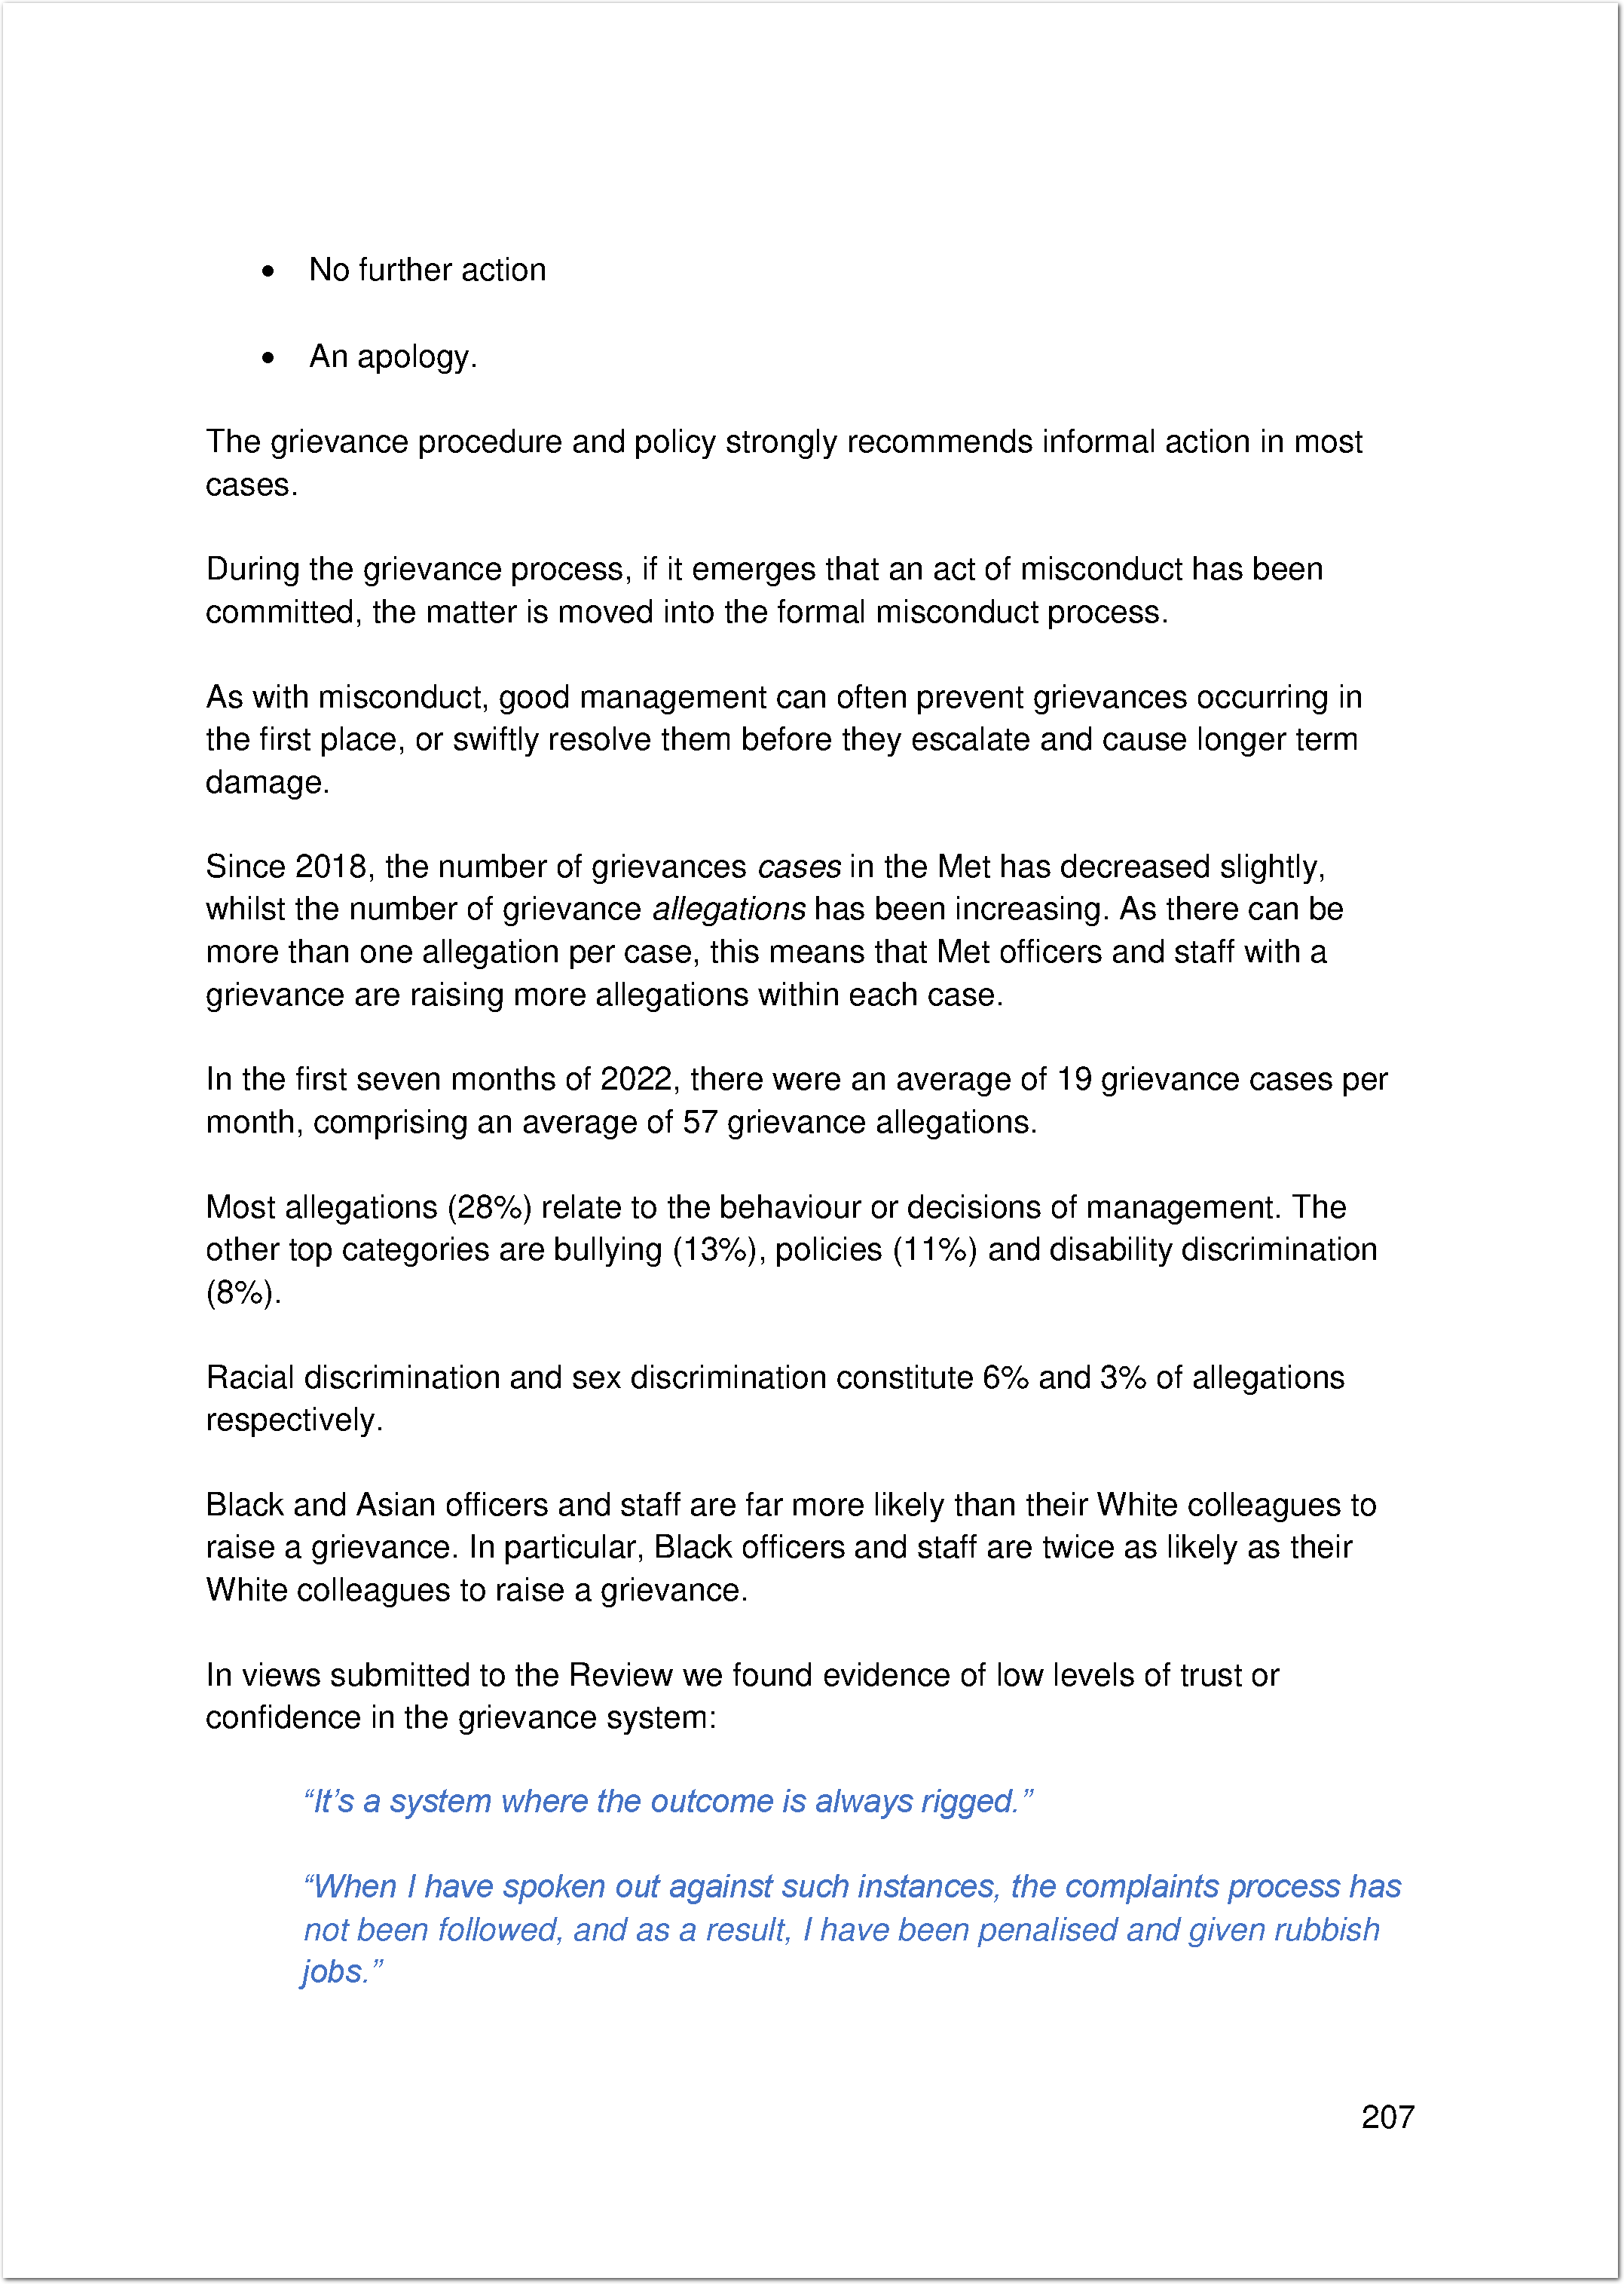 • No further action
• An apology.
The grievance procedure and policy strongly recommends informal action in most
cases.
During the grievance process, if it emerges that an act of misconduct has been
committed, the matter is moved into the formal misconduct process.
As with misconduct, good management can often prevent grievances occurring in
the first place, or swiftly resolve them before they escalate and cause longer term
damage.
Since 2018, the number of grievances cases in the Met has decreased slightly,
whilst the number of grievance allegations has been increasing. As there can be
more than one allegation per case, this means that Met officers and staff with a
grievance are raising more allegations within each case.
In the first seven months of 2022, there were an average of 19 grievance cases per
month, comprising an average of 57 grievance allegations.
Most allegations (28%) relate to the behaviour or decisions of management. The
other top categories are bullying (13%), policies (11%) and disability discrimination
(8%).
Racial discrimination and sex discrimination constitute 6% and 3% of allegations
respectively.
Black and Asian officers and staff are far more likely than their White colleagues to
raise a grievance. In particular, Black officers and staff are twice as likely as their
White colleagues to raise a grievance.
In views submitted to the Review we found evidence of low levels of trust or
confidence in the grievance system:
“It’s a system where the outcome is always rigged.”
“When I have spoken out against such instances, the complaints process has
not been followed, and as a result, I have been penalised and given rubbish
jobs.”
207